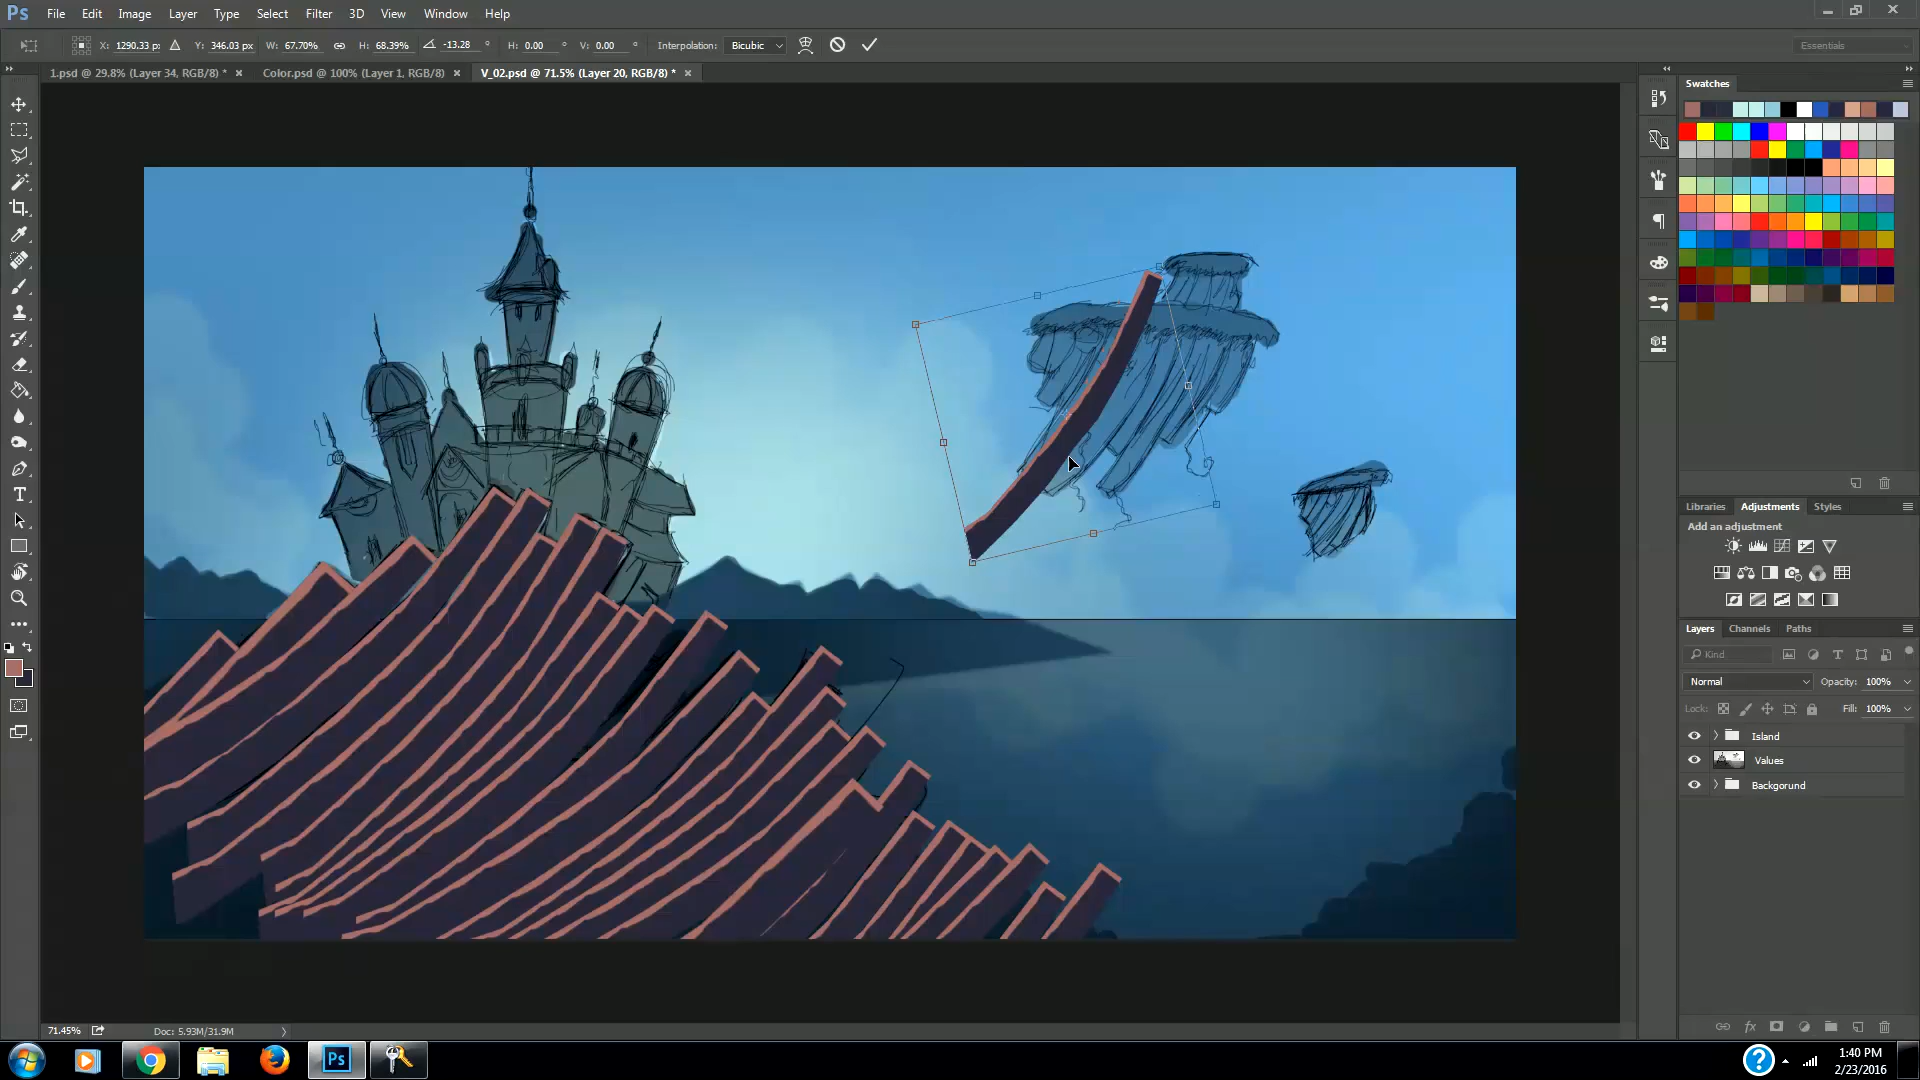 Ps File Edit Image Layer Type Select Filter 3D View Window Help
X: 1290.33 p: Y: 346.03 px W: 67.70% H: 68.39% -13.28 ° H: 0.00 ° V: 0.00 ° Interpolation: Bicubic Essentials
1.psd @ 29.8% (Layer 34, RGB/8) * × Color.psd @ 100% (Layer 1, RGB/8) × V_02.psd @ 71.5% (Layer 20, RGB/8) * ×
Swatches
Libraries Adjustments Styles
Add an adjustment
Layers Channels Paths
Kind
Normal Opacity: 100%
Lock: Fill: 100%
Island
Values
Backgorund
71.45% Doc: 5.93M/31.9M
Ps
1:40 PM
2/23/2016